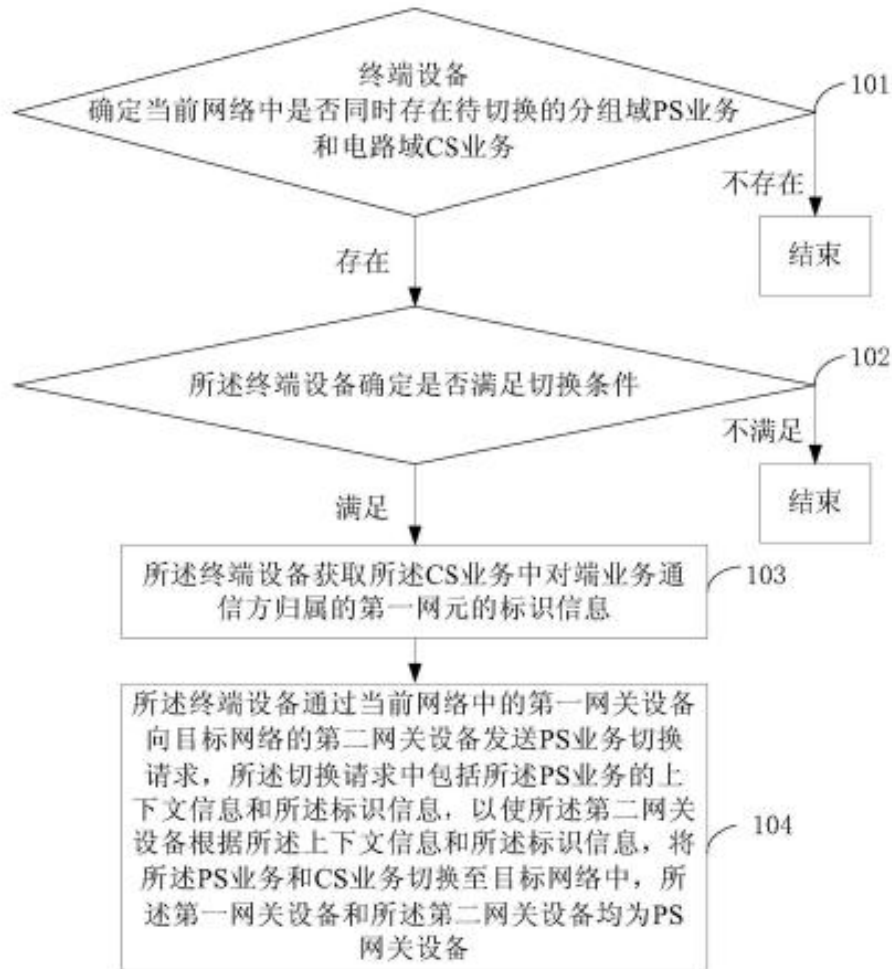 终端设备
确定当前网络中是否同时存在待切换的分组域PS业务
和电路域CS业务
101
不存在
结束
存在
所述终端设备确定是否满足切换条件
102
不满足
结束
满足
所述终端设备获取所述CS业务中对端业务通
信方归属的第一网元的标识信息
103
所述终端设备通过当前网络中的第一网关设备
向目标网络的第二网关设备发送PS业务切换
请求，所述切换请求中包括所述PS业务的上
下文信息和所述标识信息，以使所述第二网关
设备根据所述上下文信息和所述标识信息，将
所述PS业务和CS业务切换至目标网络中，所
述第一网关设备和所述第二网关设备均为PS
网关设备
104